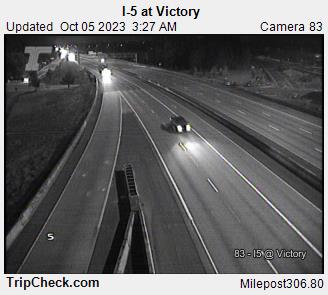 I-5 at Victory
Updated Oct 05 2023 3:27 AM Camera 83
S
83 - I5 @ Victory
TripCheck.com Milepost306.80